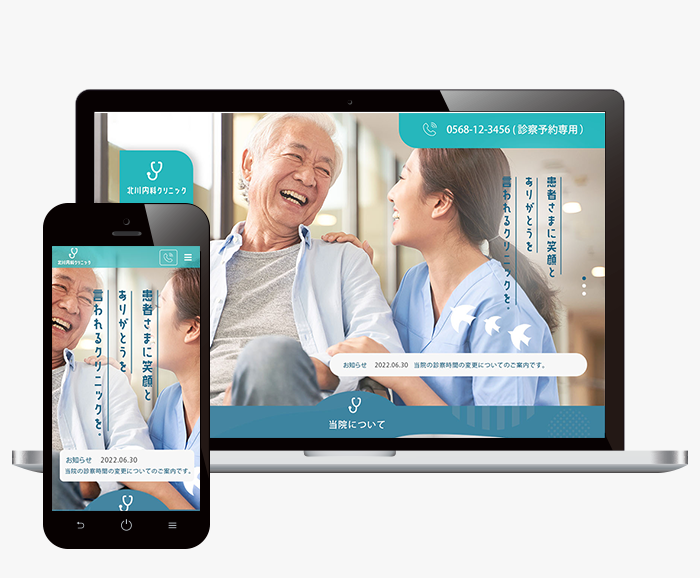 0568-12-3456 ( 診察予約専用 )
北川内科クリニック
患者さまに笑顔と
ありがとうを
言われるクリニックを。
お知らせ 2022.06.30 当院の診察時間の変更についてのご案内です。
当院について
北川内科クリニック
患者さまに笑顔と
ありがとうを
言われるクリニックを。
お知らせ 2022.06.30
当院の診察時間の変更についてのご案内です。